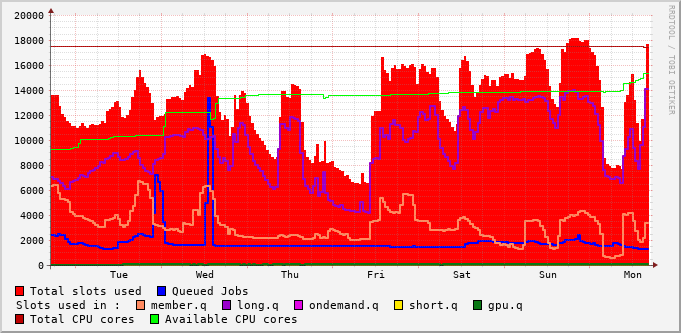 20000
18000
16000
14000
12000
10000
8000
6000
4000
2000
0
Tue Wed Thu Fri Sat Sun Mon
RRDTOOL / TOBI OETIKER
Total slots used Queued Jobs
Slots used in : member.q long.q ondemand.q short.q gpu.q
Total CPU cores Available CPU cores